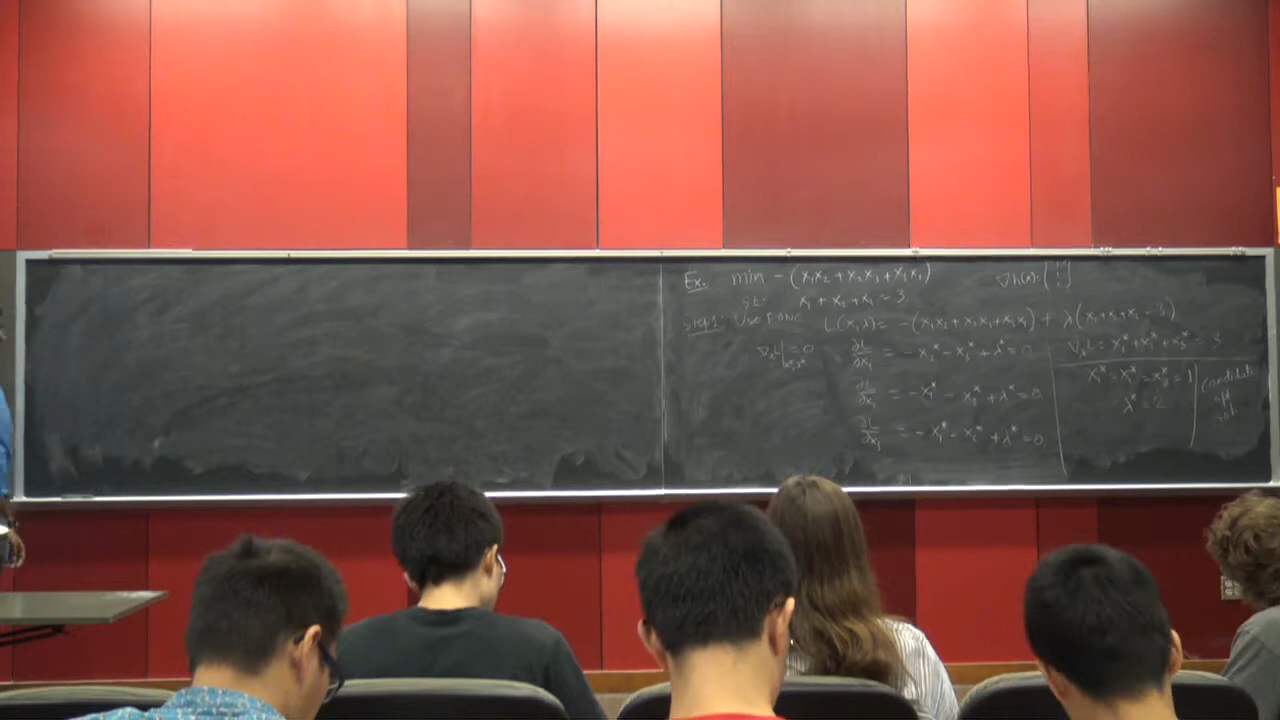 Ex. min -(x₁x₂ + x₂x₃ + x₃x₁)
s.t. x₁ + x₂ + x₃ = 3
∇h(x) = [1 1 1]
Step 1: Use FONC L(x, λ) = -(x₁x₂ + x₂x₃ + x₃x₁) + λ(x₁ + x₂ + x₃ - 3)
∂L/∂x₁ = -x₂* - x₃* + λ* = 0
∂L/∂x₂ = -x₁* - x₃* + λ* = 0
∂L/∂x₃ = -x₁* - x₂* + λ* = 0
∇λL = x₁* + x₂* + x₃* = 3
x₁* = x₂* = x₃* = 1
λ* = 2
candidate
opt
sol.